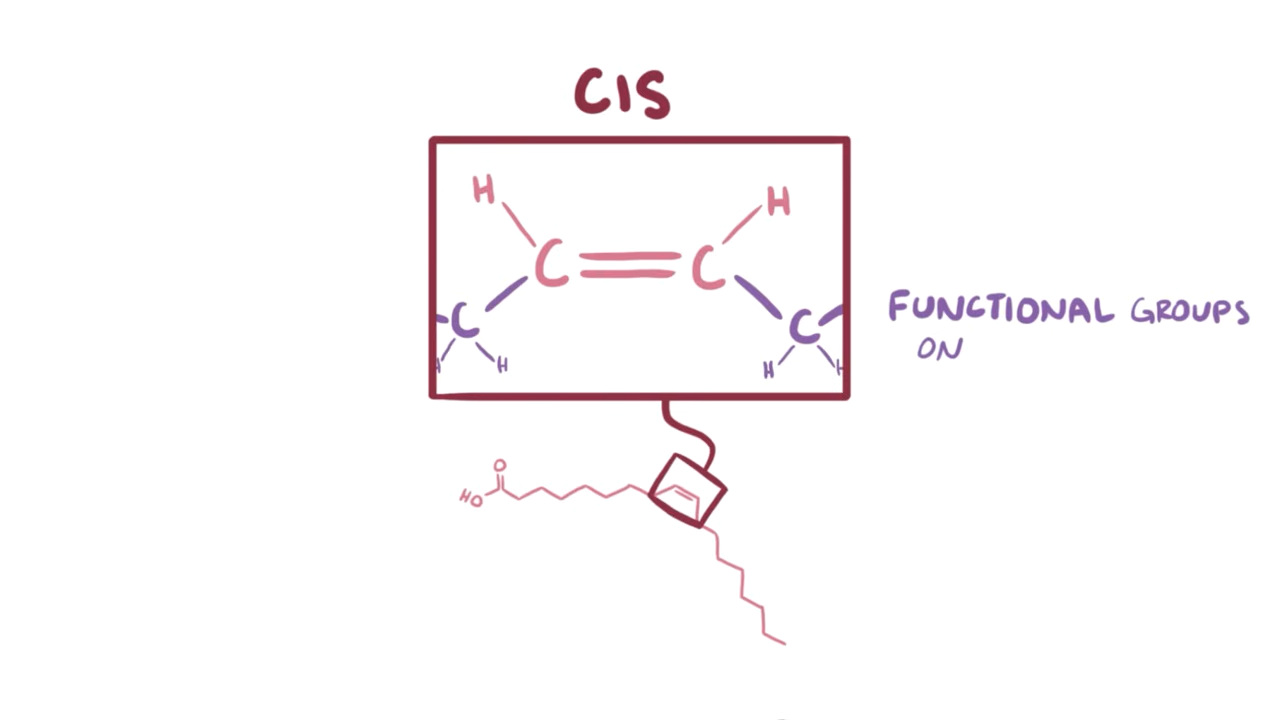 CIS
H H
C C
C C
H H H H
FUNCTIONAL GROUPS
ON
O
HO